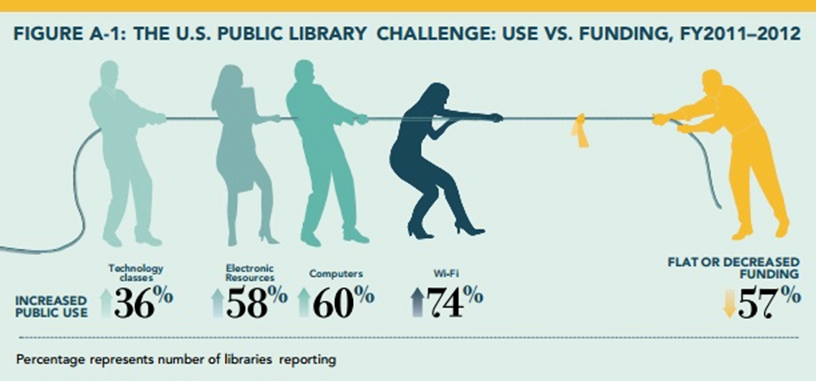 FIGURE A-1: THE U.S. PUBLIC LIBRARY CHALLENGE: USE VS. FUNDING, FY2011–2012
Technology
classes
Electronic
Resources
Computers
Wi-Fi
FLAT OR DECREASED
FUNDING
INCREASED
PUBLIC USE
36%
58%
60%
74%
57%
Percentage represents number of libraries reporting